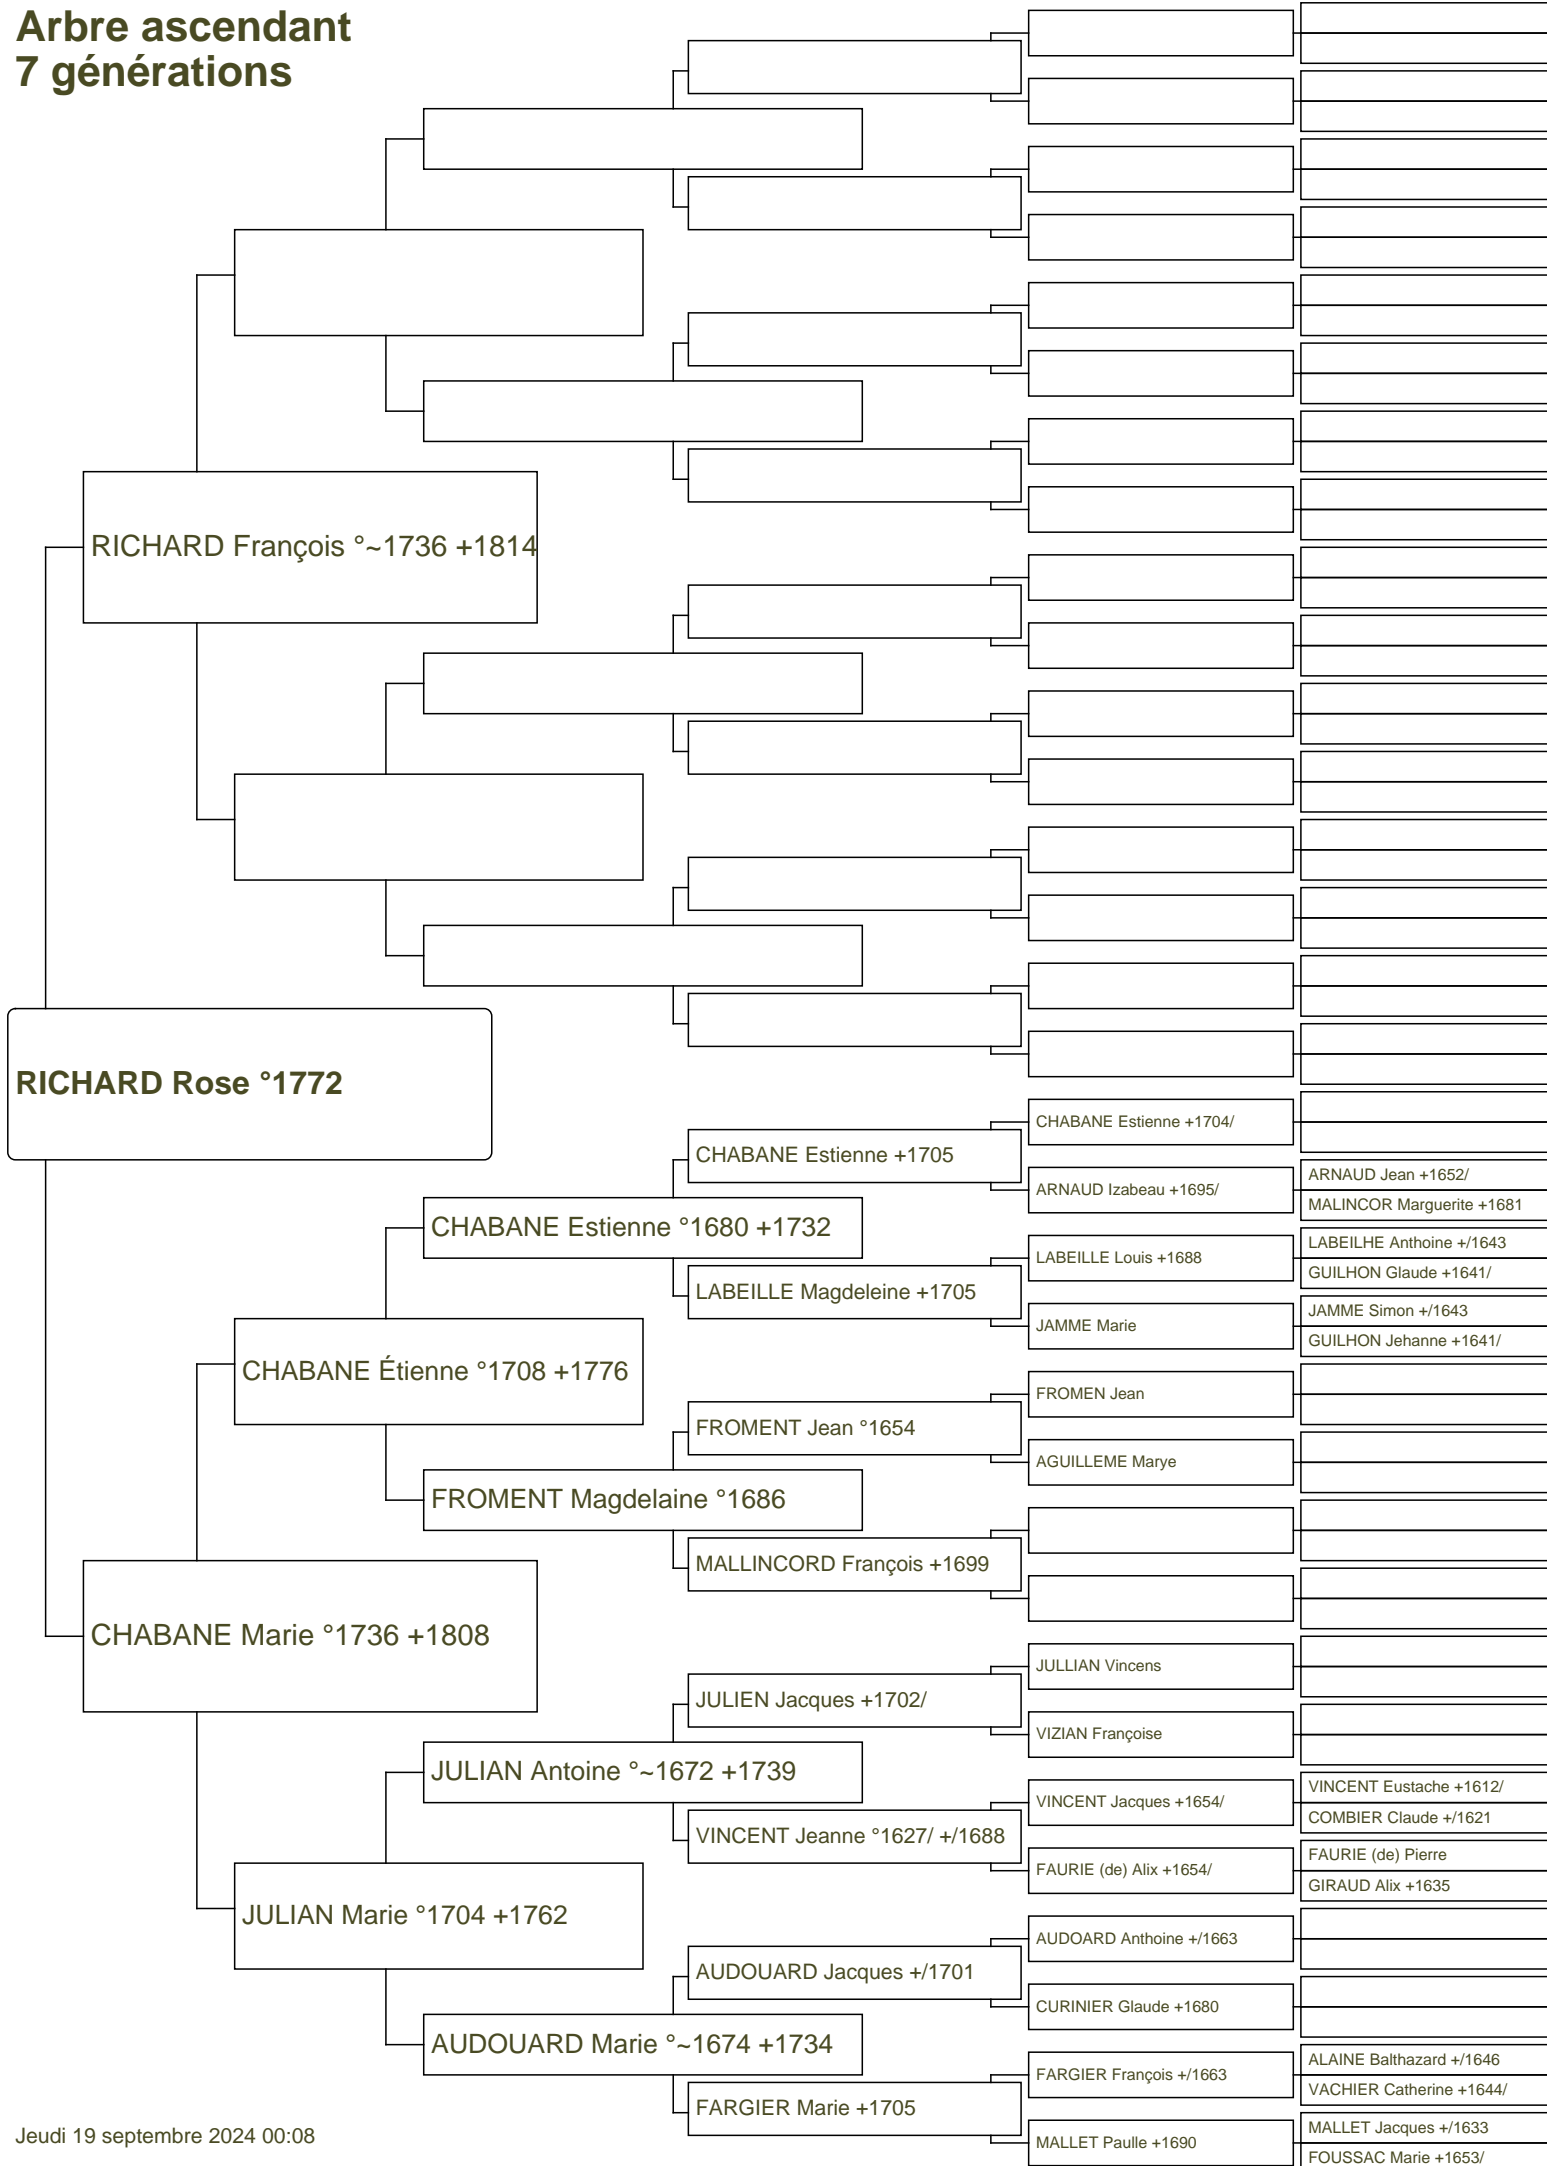 Arbre ascendant
7 générations
RICHARD François °~1736 +1814
RICHARD Rose °1772
CHABANE Estienne +1704/
CHABANE Estienne +1705
ARNAUD Jean +1652/
ARNAUD Izabeau +1695/
MALINCOR Marguerite +1681
CHABANE Estienne °1680 +1732
LABEILHE Anthoine +/1643
LABEILLE Louis +1688
GUILHON Glaude +1641/
LABEILLE Magdeleine +1705
JAMME Simon +/1643
JAMME Marie
GUILHON Jehanne +1641/
CHABANE Étienne °1708 +1776
FROMEN Jean
FROMENT Jean °1654
AGUILLEME Marye
FROMENT Magdelaine °1686
MALLINCORD François +1699
CHABANE Marie °1736 +1808
JULLIAN Vincens
JULIEN Jacques +1702/
VIZIAN Françoise
JULIAN Antoine °~1672 +1739
VINCENT Eustache +1612/
VINCENT Jacques +1654/
COMBIER Claude +/1621
VINCENT Jeanne °1627/ +/1688
FAURIE (de) Pierre
FAURIE (de) Alix +1654/
GIRAUD Alix +1635
JULIAN Marie °1704 +1762
AUDOARD Anthoine +/1663
AUDOUARD Jacques +/1701
CURINIER Glaude +1680
AUDOUARD Marie °~1674 +1734
ALAINE Balthazard +/1646
FARGIER François +/1663
VACHIER Catherine +1644/
FARGIER Marie +1705
MALLET Jacques +/1633
MALLET Paulle +1690
FOUSSAC Marie +1653/
Jeudi 19 septembre 2024 00:08